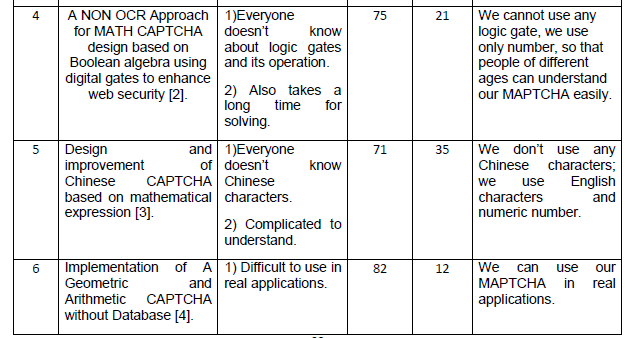 4
A NON OCR Approach
for MATH CAPTCHA
design based on
Boolean algebra using
digital gates to enhance
web security [2].
1)Everyone
doesn't know
about logic gates
and its operation.
2) Also takes a
long time for
solving.
75
21
We cannot use any
logic gate, we use
only number, so that
people of different
ages can understand
our MAPTCHA easily.
5
Design and
improvement of
Chinese CAPTCHA
based on mathematical
expression [3].
1)Everyone
doesn't know
Chinese
characters.
2) Complicated to
understand.
71
35
We don't use any
Chinese characters;
we use English
characters and
numeric number.
6
Implementation of A
Geometric and
Arithmetic CAPTCHA
without Database [4].
1) Difficult to use in
real applications.
82
12
We can use our
MAPTCHA in real
applications.